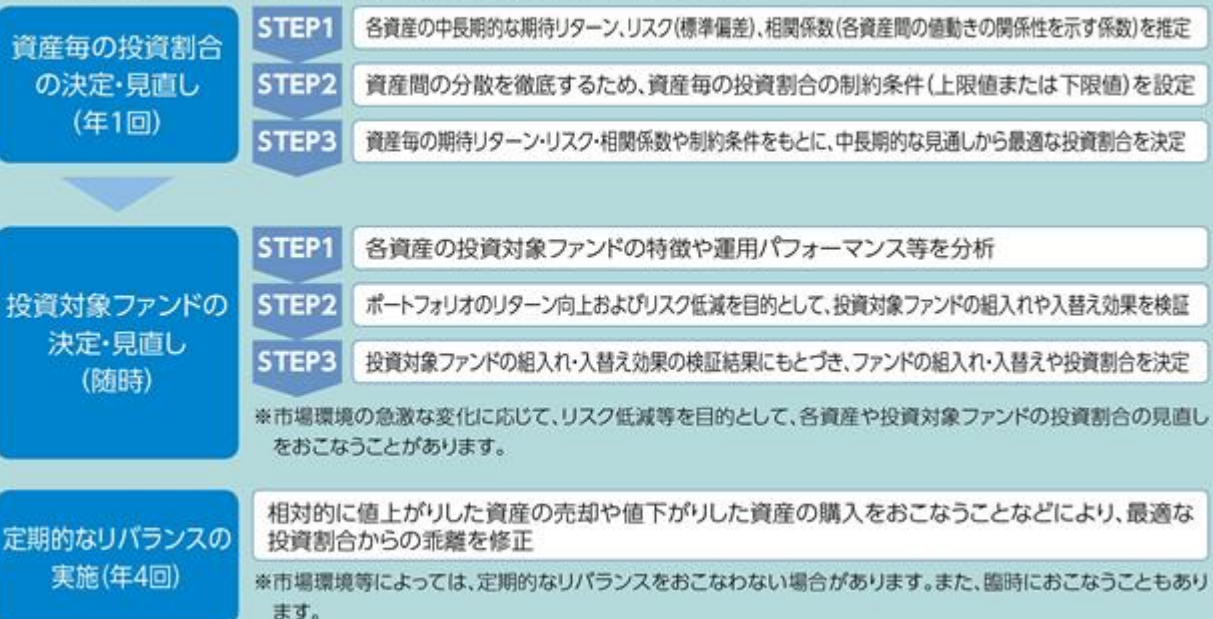 資産毎の投資割合
の決定・見直し
(年1回)
STEP1
各資産の中長期的な期待リターン、リスク(標準偏差)、相関係数(各資産間の値動きの関係性を示す係数)を推定
STEP2
資産間の分散を徹底するため、資産毎の投資割合の制約条件(上限値または下限値)を設定
STEP3
資産毎の期待リターン・リスク・相関係数や制約条件をもとに、中長期的な見通しから最適な投資割合を決定
投資対象ファンドの
決定・見直し
(随時)
STEP1
各資産の投資対象ファンドの特徴や運用パフォーマンス等を分析
STEP2
ポートフォリオのリターン向上およびリスク低減を目的として、投資対象ファンドの組入れや入替え効果を検証
STEP3
投資対象ファンドの組入れ・入替え効果の検証結果にもとづき、ファンドの組入れ・入替えや投資割合を決定
※市場環境の急激な変化に応じて、リスク低減等を目的として、各資産や投資対象ファンドの投資割合の見直し
をおこなうことがあります。
定期的なリバランスの
実施(年4回)
相対的に値上がりした資産の売却や値下がりした資産の購入をおこなうことなどにより、最適な
投資割合からの乖離を修正
※市場環境等によっては、定期的なリバランスをおこなわない場合があります。また、臨時におこなうこともあり
ます。